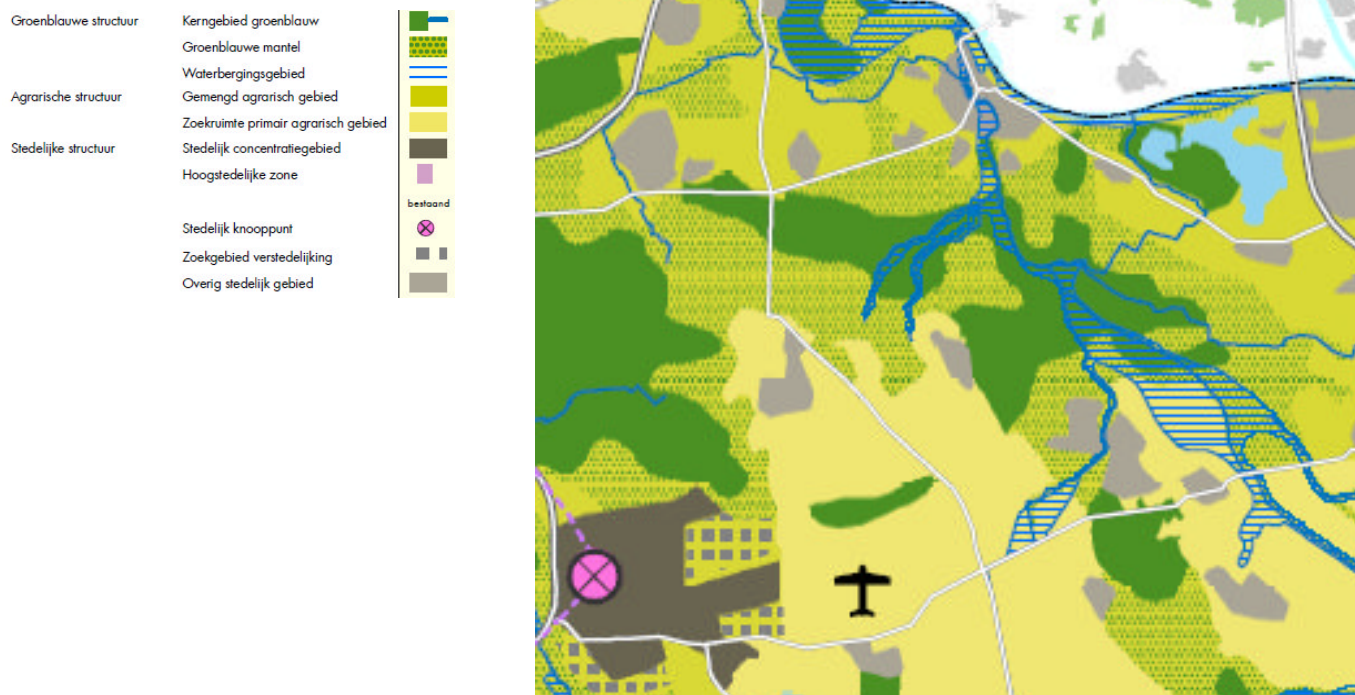 Groenblauwe structuur Kerngebied groenblauw
Groenblauwe mantel
Waterbergingsgebied
Agrarische structuur Gemengd agrarisch gebied
Zoekruimte primair agrarisch gebied
Stedelijke structuur Stedelijk concentratiegebied
Hoogstedelijke zone
bestaand
Stedelijk knooppunt
Zoekgebied verstedelijking
Overig stedelijk gebied